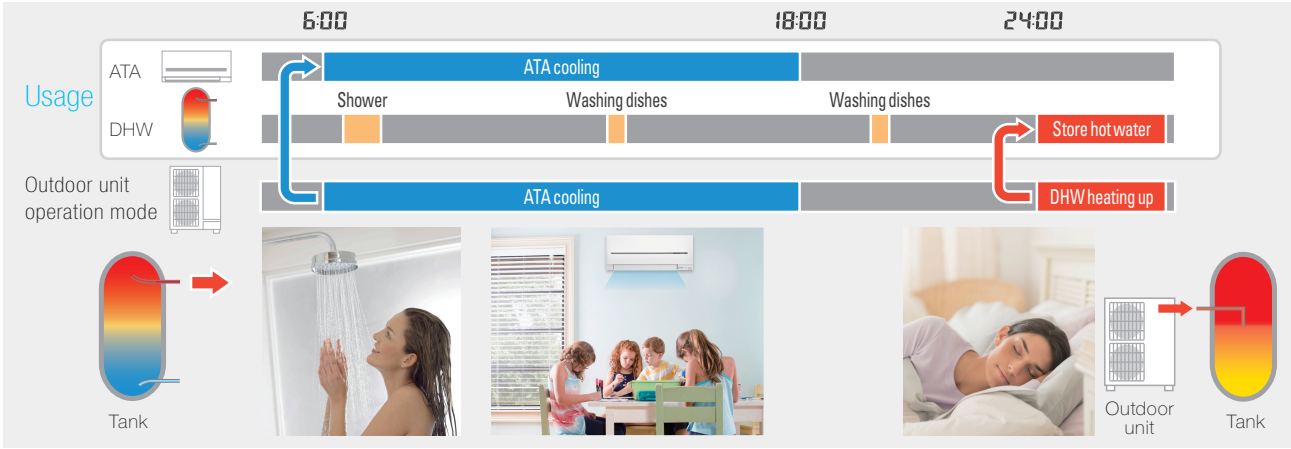 6:00 18:00 24:00
Usage
ATA
ATA cooling
Shower Washing dishes Washing dishes
DHW
Store hot water
Outdoor unit
operation mode
ATA cooling
DHW heating up
Tank
Outdoor
unit
Tank